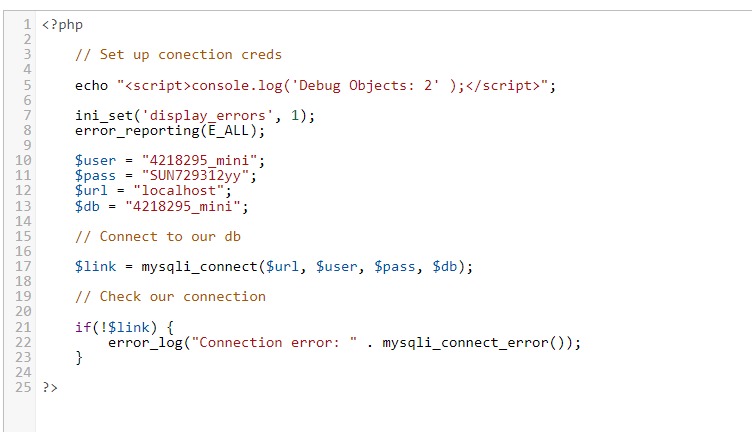 1 <?php
2
3 // Set up conection creds
4
5 echo "<script>console.log('Debug Objects: 2' );</script>";
6
7 ini_set('display_errors', 1);
8 error_reporting(E_ALL);
9
10 $user = "4218295_mini";
11 $pass = "SUN729312yy";
12 $url = "localhost";
13 $db = "4218295_mini";
14
15 // Connect to our db
16
17 $link = mysqli_connect($url, $user, $pass, $db);
18
19 // Check our connection
20
21 if(!$link) {
22 error_log("Connection error: " . mysqli_connect_error());
23 }
24
25 ?>